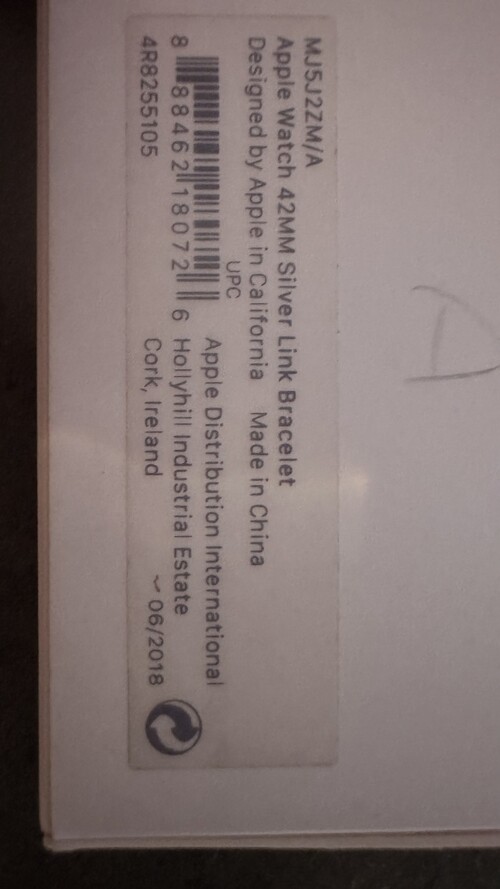 MJ5J2ZM/A
Apple Watch 42MM Silver Link Bracelet
Designed by Apple in California Made in China
UPC
8 88462 18072 6
4R8255105
Apple Distribution International
Hollyhill Industrial Estate
Cork, Ireland
~ 06/2018
A